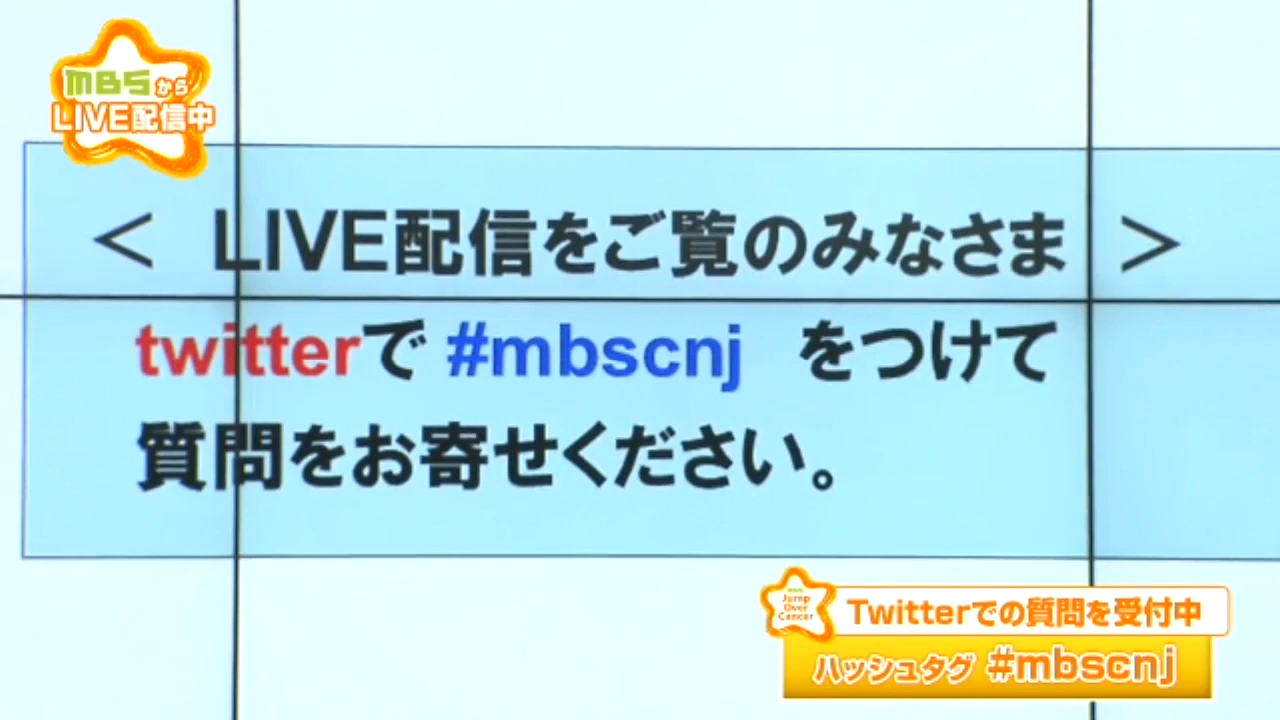 MBSから
LIVE配信中
＜ LIVE配信をご覧のみなさま ＞
twitterで #mbscnj をつけて
質問をお寄せください。
Jump
Over
Cancer
Twitterでの質問を受付中
ハッシュタグ #mbscnj